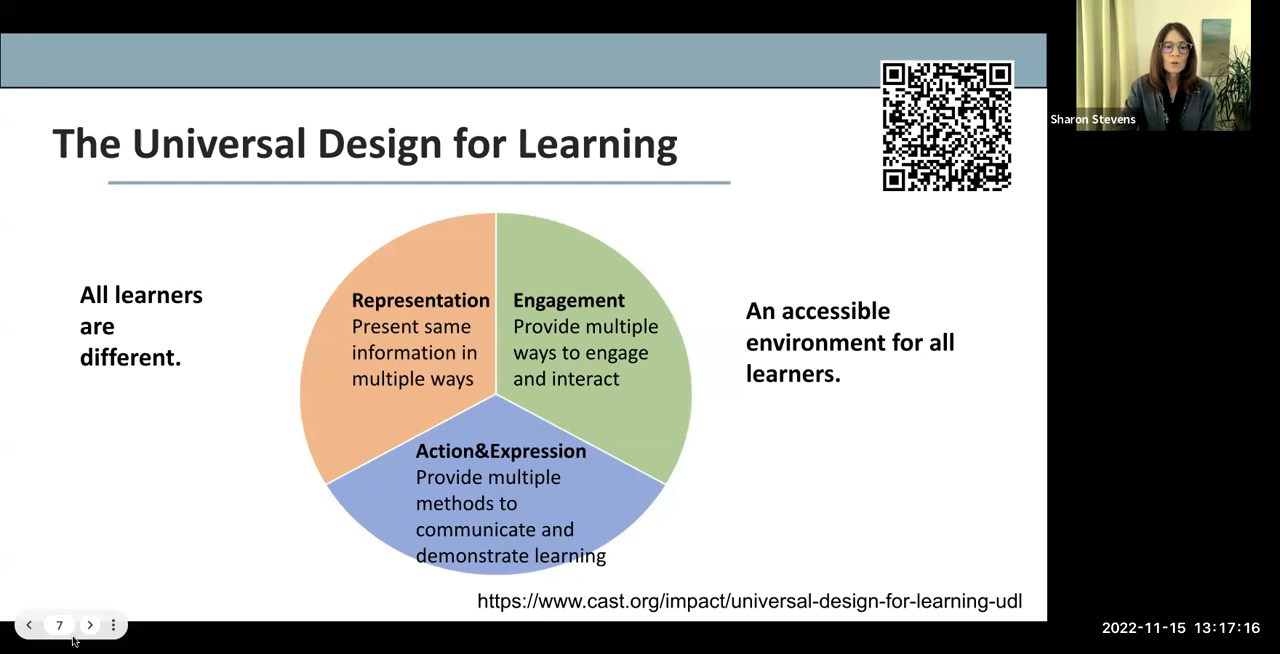 The Universal Design for Learning
Sharon Stevens
All learners
are
different.
Representation
Present same
information in
multiple ways
Engagement
Provide multiple
ways to engage
and interact
An accessible
environment for all
learners.
Action&Expression
Provide multiple
methods to
communicate and
demonstrate learning
https://www.cast.org/impact/universal-design-for-learning-udl
7
2022-11-15 13:17:16